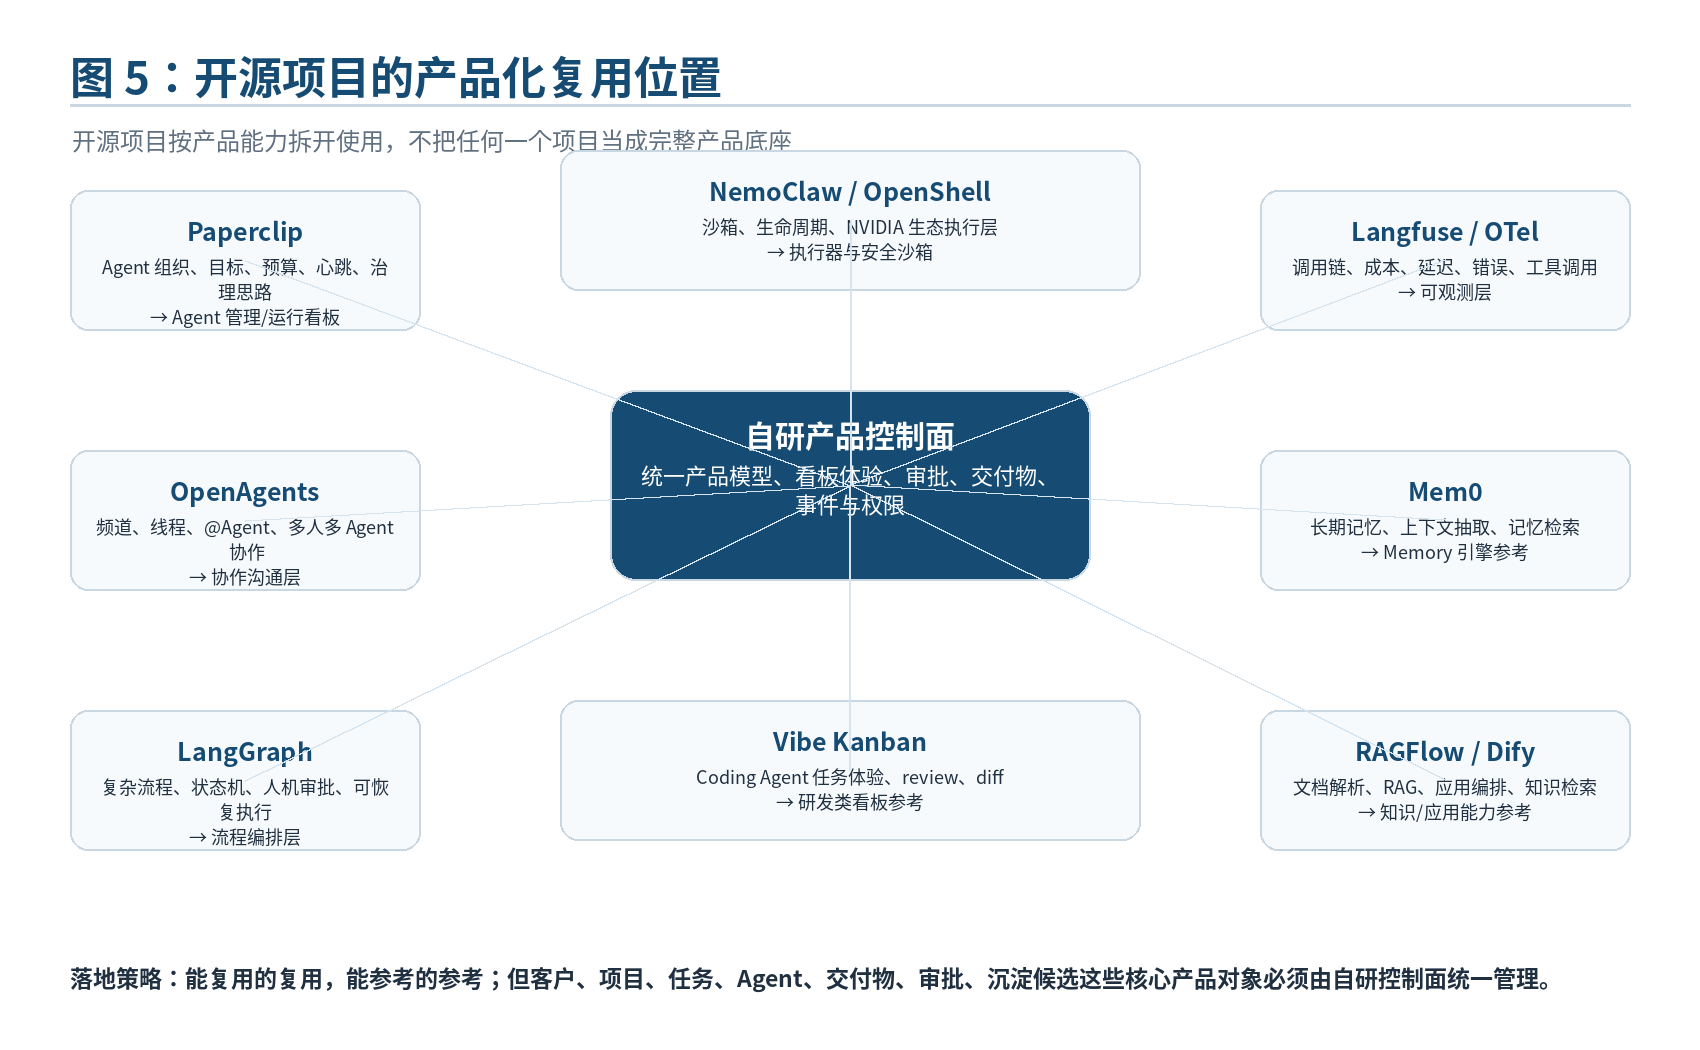 图 5：开源项目的产品化复用位置
开源项目按产品能力拆开使用，不把任何一个项目当成完整产品底座
NemoClaw / OpenShell
沙箱、生命周期、NVIDIA 生态执行层
→ 执行器与安全沙箱
Paperclip
Agent 组织、目标、预算、心跳、治
理思路
→ Agent 管理/运行看板
Langfuse / OTel
调用链、成本、延迟、错误、工具调用
→ 可观测层
自研产品控制面
统一产品模型、看板体验、审批、交付物、
事件与权限
OpenAgents
频道、线程、@Agent、多人多 Agent
协作
→ 协作沟通层
Mem0
长期记忆、上下文抽取、记忆检索
→ Memory 引擎参考
LangGraph
复杂流程、状态机、人机审批、可恢
复执行
→ 流程编排层
Vibe Kanban
Coding Agent 任务体验、review、diff
→ 研发类看板参考
RAGFlow / Dify
文档解析、RAG、应用编排、知识检索
→ 知识/应用能力参考
落地策略：能复用的复用，能参考的参考；但客户、项目、任务、Agent、交付物、审批、沉淀候选这些核心产品对象必须由自研控制面统一管理。